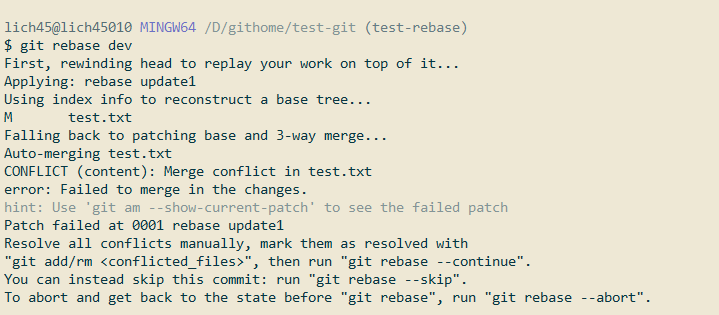 lich45@lich45010 MINGW64 /D/githome/test-git (test-rebase)
$ git rebase dev
First, rewinding head to replay your work on top of it...
Applying: rebase update1
Using index info to reconstruct a base tree...
M       test.txt
Falling back to patching base and 3-way merge...
Auto-merging test.txt
CONFLICT (content): Merge conflict in test.txt
error: Failed to merge in the changes.
hint: Use 'git am --show-current-patch' to see the failed patch
Patch failed at 0001 rebase update1
Resolve all conflicts manually, mark them as resolved with
"git add/rm <conflicted_files>", then run "git rebase --continue".
You can instead skip this commit: run "git rebase --skip".
To abort and get back to the state before "git rebase", run "git rebase --abort".